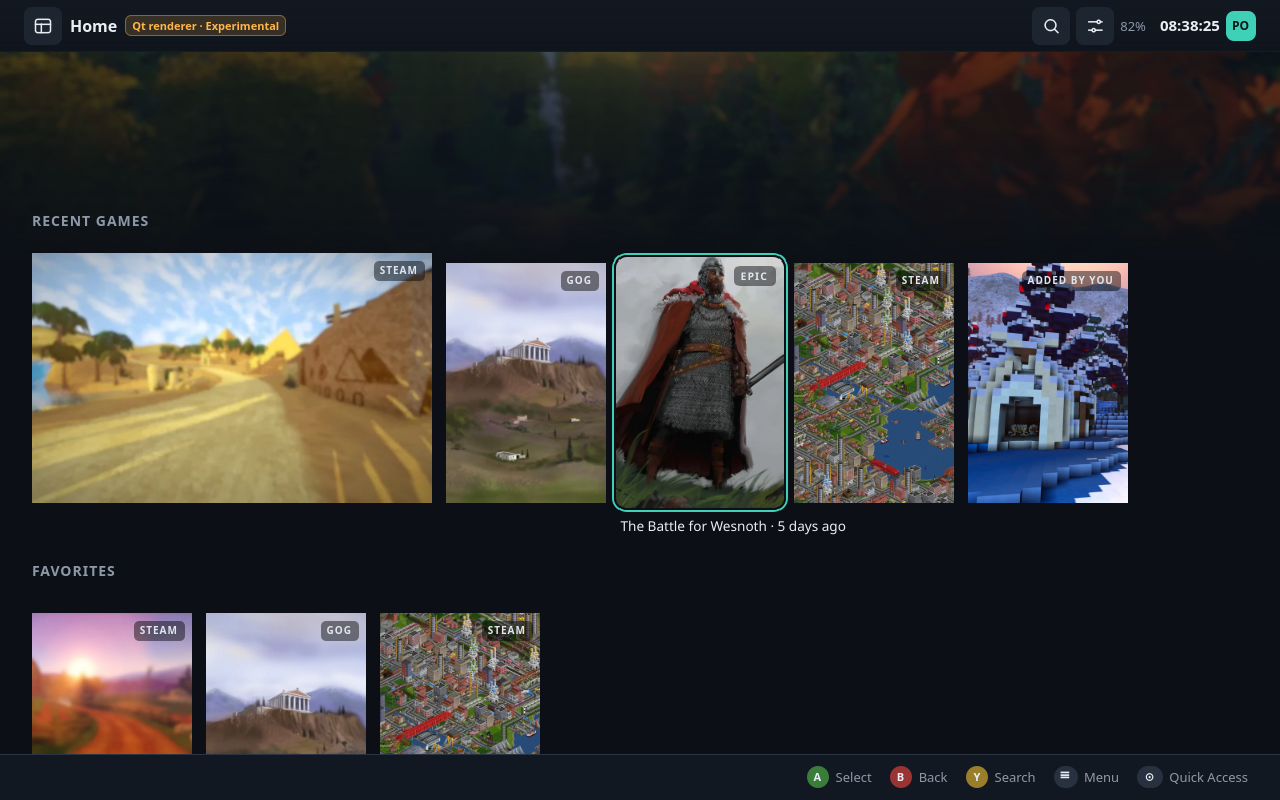 Home
Qt renderer · Experimental
82%
08:38:25
PO
RECENT GAMES
STEAM
GOG
EPIC
STEAM
ADDED BY YOU
The Battle for Wesnoth · 5 days ago
FAVORITES
STEAM
GOG
STEAM
A Select
B Back
Y Search
Menu
Quick Access